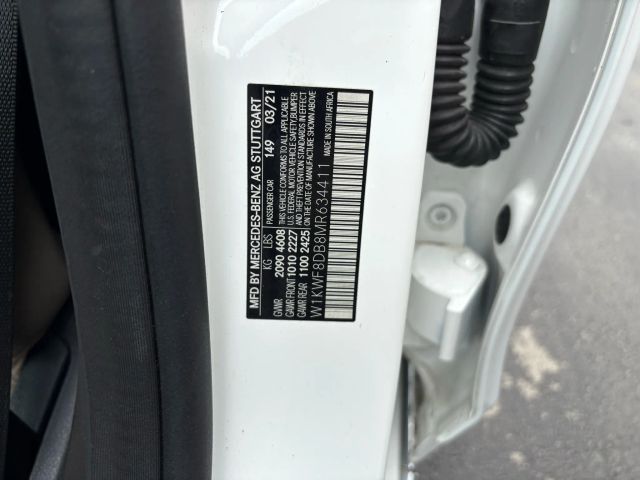 MFD BY MERCEDES-BENZ AG STUTTGART
KG LBS PASSENGER CAR 149 03/21
2090 4608 THIS VEHICLE CONFORMS TO ALL APPLICABLE
GAWR FRONT 1010 2227 U.S. FEDERAL MOTOR VEHICLE SAFETY, BUMPER
GAWR REAR 1100 2425 AND THEFT PREVENTION STANDARDS IN EFFECT
ON THE DATE OF MANUFACTURE SHOWN ABOVE
W1KWF8DB8MR634411 MADE IN SOUTH AFRICA